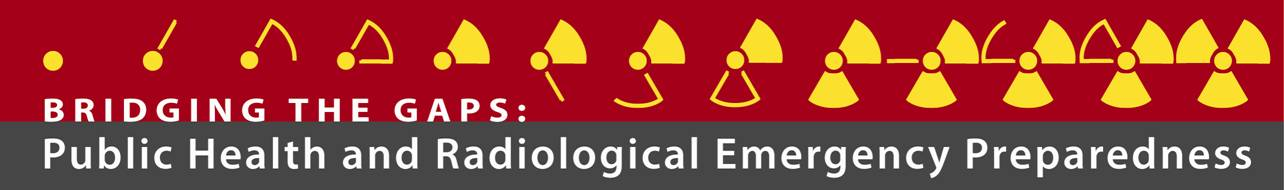 BRIDGING THE GAPS:
Public Health and Radiological Emergency Preparedness